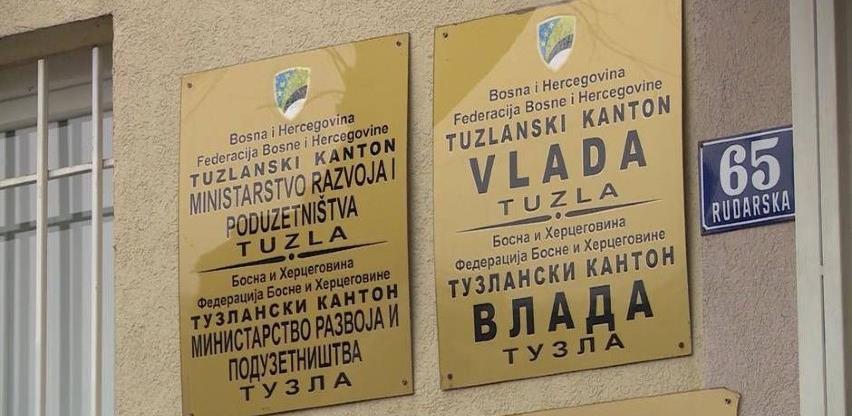 Bosna i Hercegovina
Federacija Bosne i Hercegovine
TUZLANSKI KANTON
MINISTARSTVO RAZVOJA I
PODUZETNIŠTVA
TUZLA
Босна и Херцеговина
Федерација Босне и Херцеговине
ТУЗЛАНСКИ КАНТОН
МИНИСТАРСТВО РАЗВОЈА И
ПОДУЗЕТНИШТВА
ТУЗЛА
Bosna i Hercegovina
Federacija Bosne i Hercegovine
TUZLANSKI KANTON
VLADA
TUZLA
Босна и Херцеговина
Федерација Босне и Херцеговине
ТУЗЛАНСКИ КАНТОН
ВЛАДА
ТУЗЛА
65
RUDARSKA